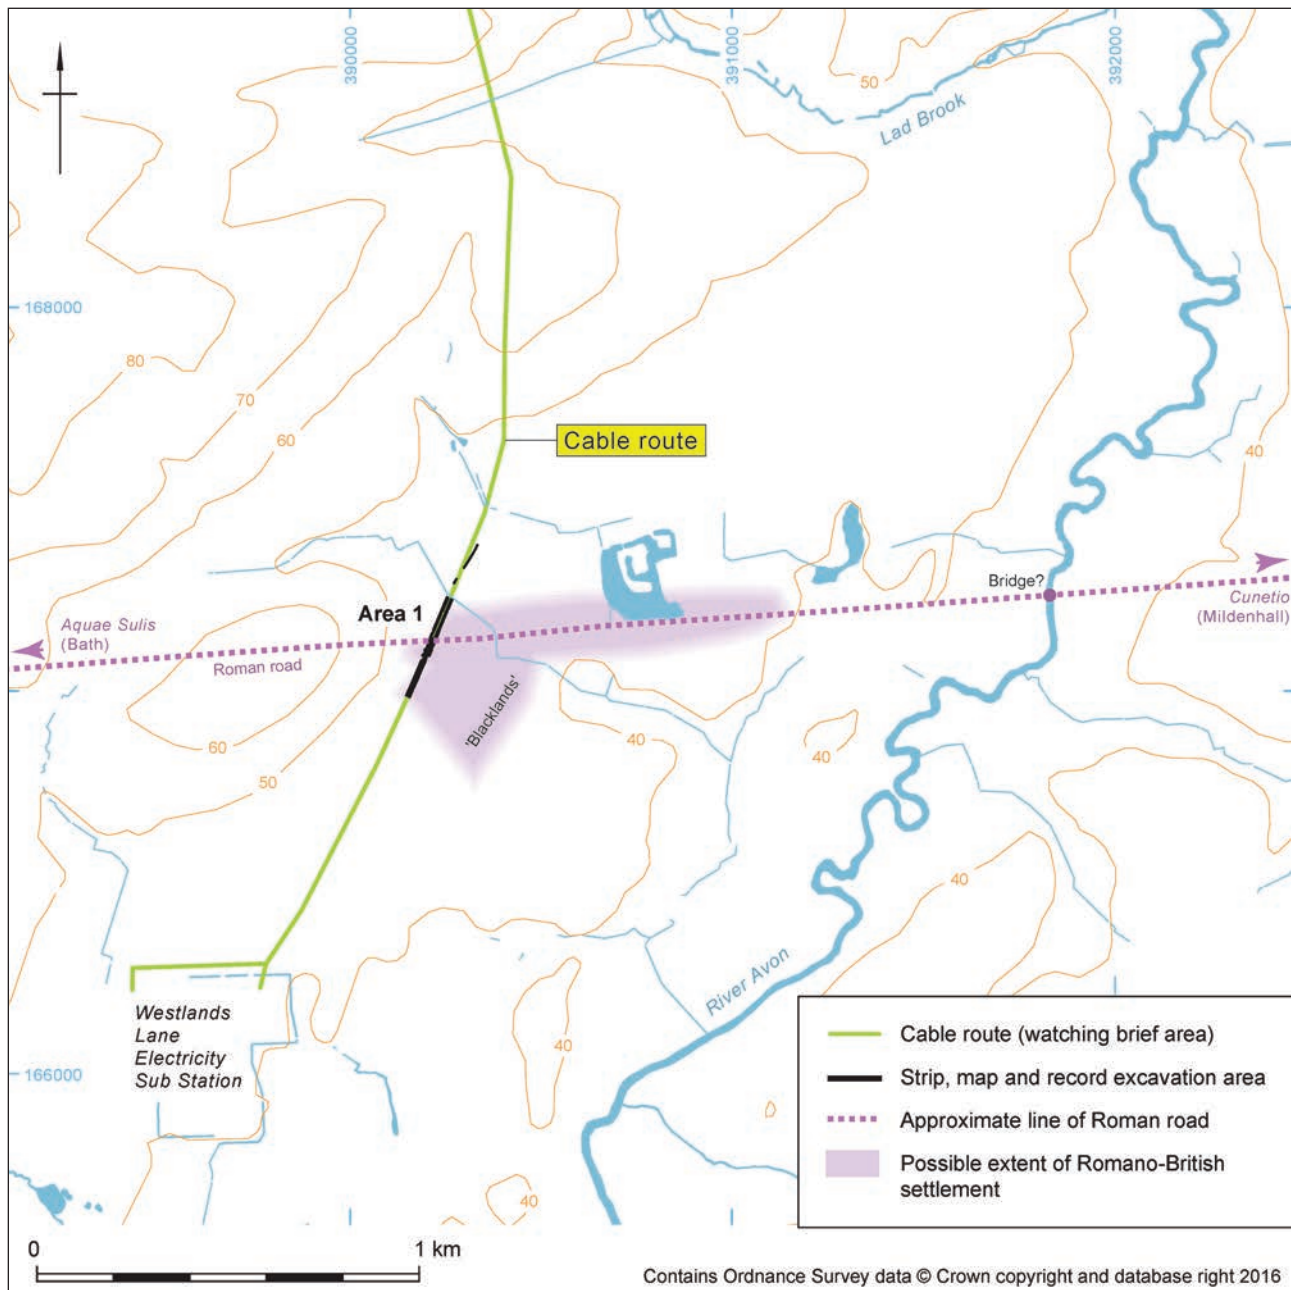 390000
391000
392000
50
Lad Brook
168000
80
70
60
Cable route
40
Bridge?
Area 1
Aquae Sulis
(Bath)
Cunetio
(Mildenhall)
Roman road
'Blacklands'
60
50
40
40
40
River Avon
Westlands
Lane
Electricity
Sub Station
40
166000
40
Cable route (watching brief area)
Strip, map and record excavation area
Approximate line of Roman road
Possible extent of Romano-British
settlement
0
1 km
Contains Ordnance Survey data © Crown copyright and database right 2016